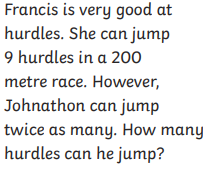 Francis is very good at
hurdles. She can jump
9 hurdles in a 200
metre race. However,
Johnathon can jump
twice as many. How many
hurdles can he jump?